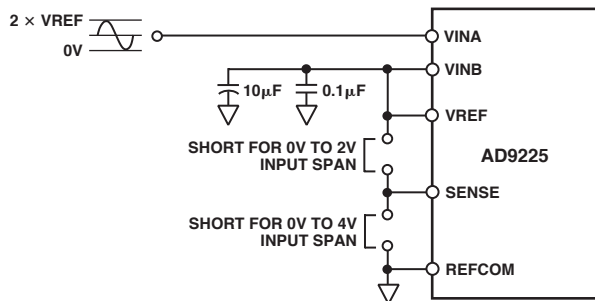 2 × VREF
0V
VINA
VINB
10μF
0.1μF
VREF
SHORT FOR 0V TO 2V
INPUT SPAN
AD9225
SENSE
SHORT FOR 0V TO 4V
INPUT SPAN
REFCOM